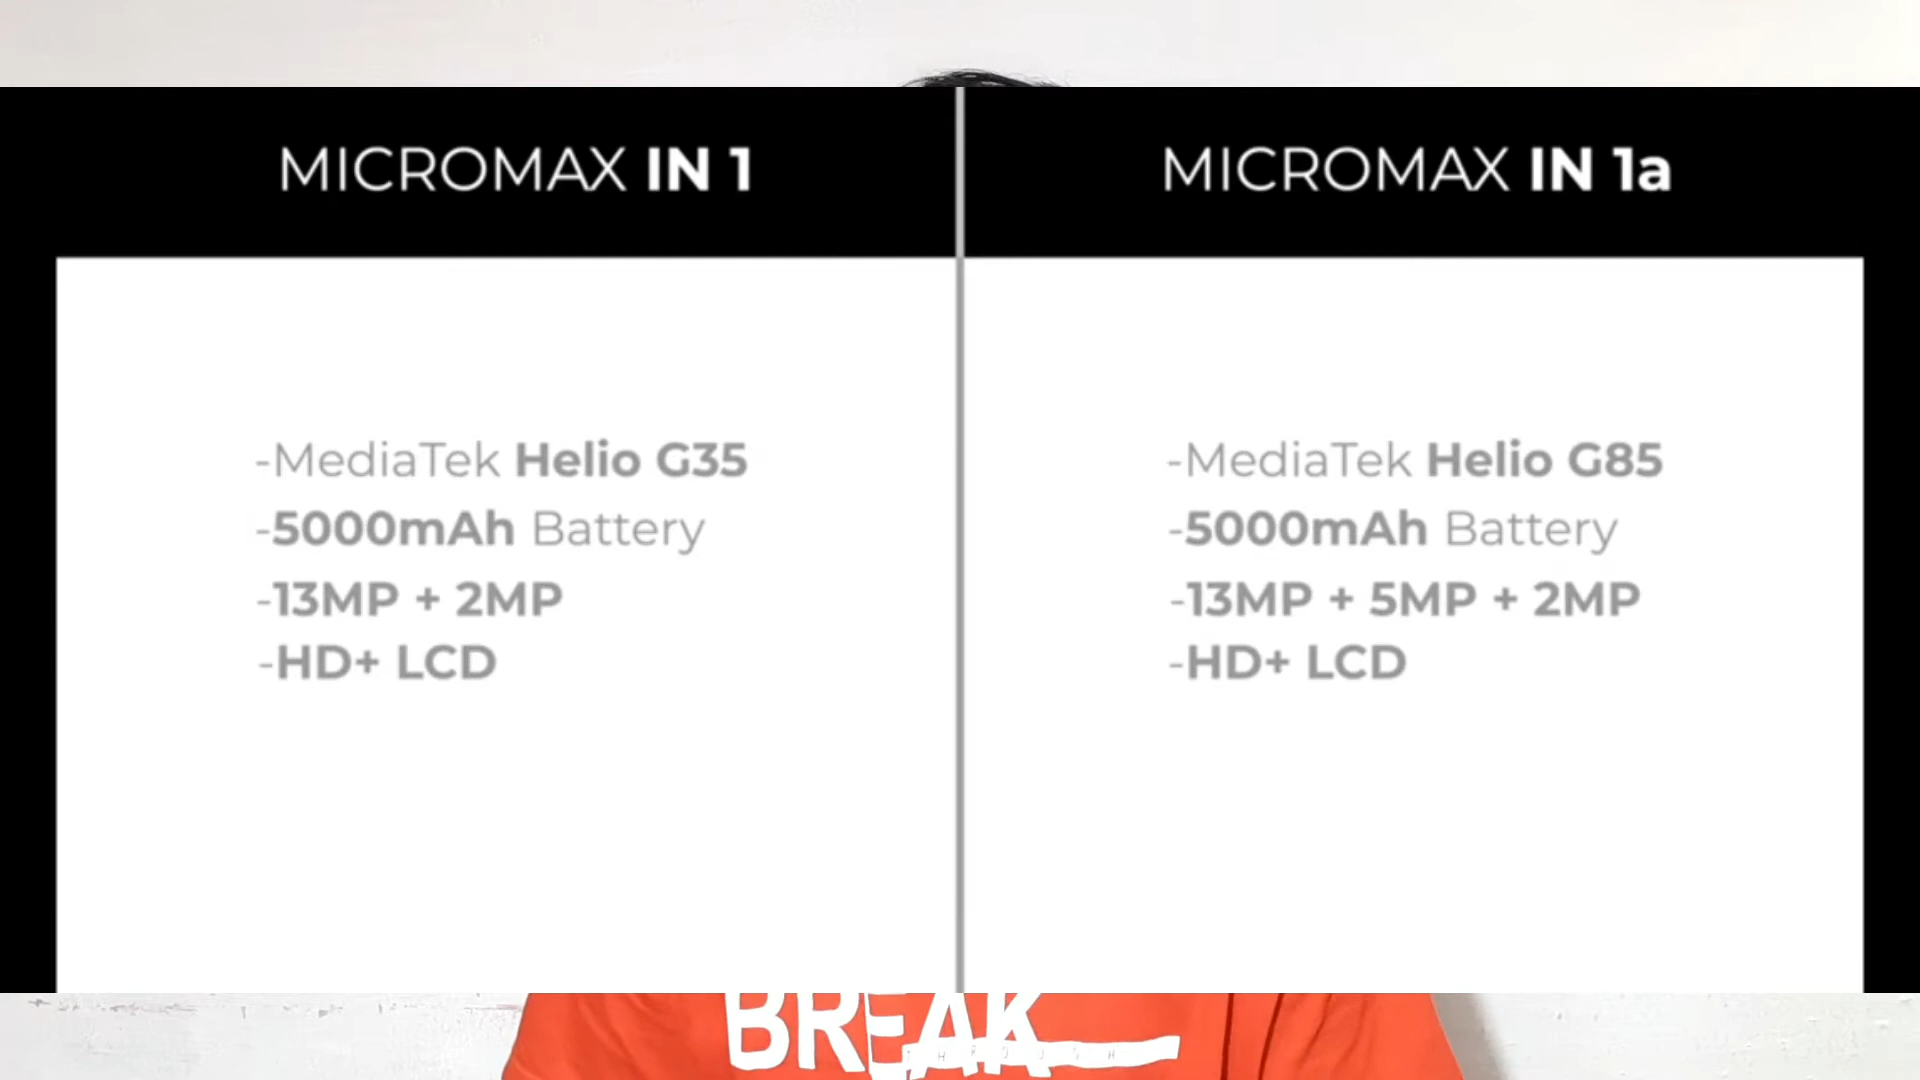 MICROMAX IN 1
-MediaTek Helio G35
-5000mAh Battery
-13MP + 2MP
-HD+ LCD
MICROMAX IN 1a
-MediaTek Helio G85
-5000mAh Battery
-13MP + 5MP + 2MP
-HD+ LCD
BREAK
THROUGH